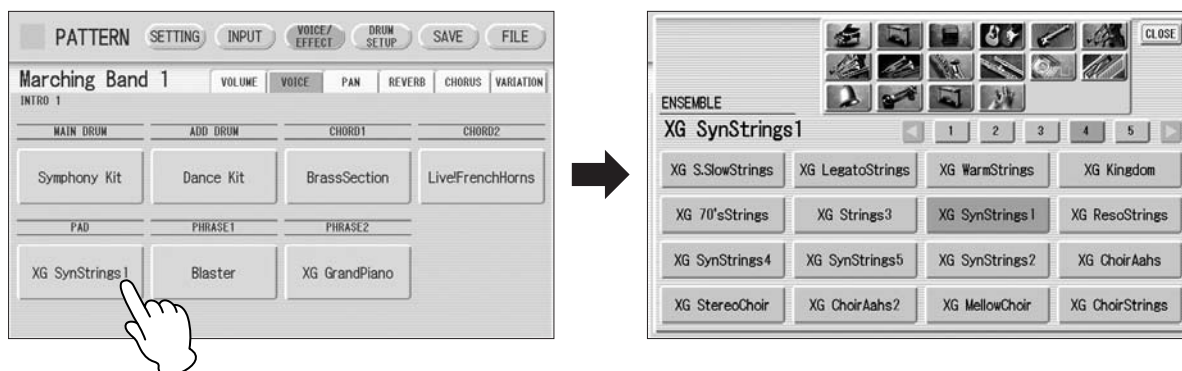 PATTERN SETTING INPUT VOICE/EFFECT DRUM SETUP SAVE FILE
Marching Band 1 VOLUME VOICE PAN REVERB CHORUS VARIATION
INTRO 1
MAIN DRUM ADD DRUM CHORD1 CHORD2
Symphony Kit Dance Kit BrassSection Live!FrenchHorns
PAD PHRASE1 PHRASE2
XG SynStrings1 Blaster XG GrandPiano
CLOSE
ENSEMBLE
XG SynStrings1 1 2 3 4 5
XG S.SlowStrings XG LegatoStrings XG WarmStrings XG Kingdom
XG 70'sStrings XG Strings3 XG SynStrings1 XG ResoStrings
XG SynStrings4 XG SynStrings5 XG SynStrings2 XG ChoirAahs
XG StereoChoir XG ChoirAahs2 XG MellowChoir XG ChoirStrings